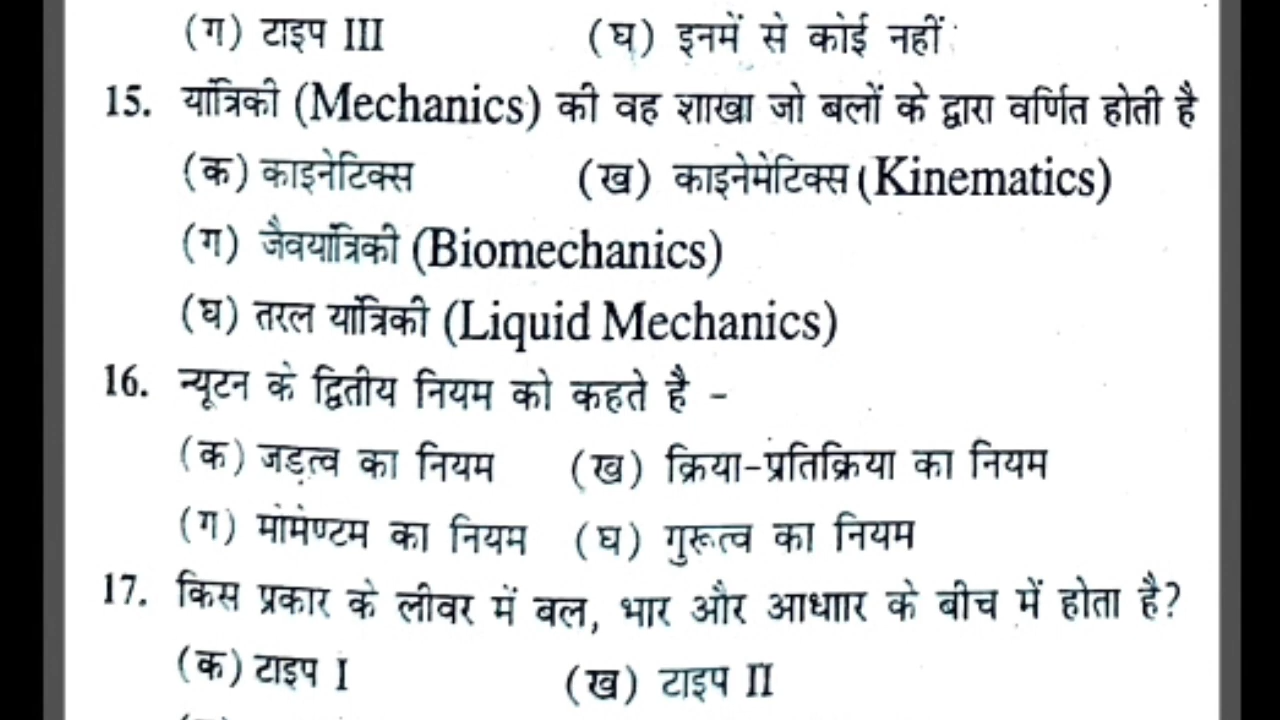 (ग) टाइप III (घ) इनमें से कोई नहीं
15. यांत्रिकी (Mechanics) की वह शाखा जो बलों के द्वारा वर्णित होती है
(क) काइनेटिक्स (ख) काइनेमेटिक्स (Kinematics)
(ग) जैवयांत्रिकी (Biomechanics)
(घ) तरल यांत्रिकी (Liquid Mechanics)
16. न्यूटन के द्वितीय नियम को कहते है -
(क) जड़त्व का नियम (ख) क्रिया-प्रतिक्रिया का नियम
(ग) मोमेण्टम का नियम (घ) गुरूत्व का नियम
17. किस प्रकार के लीवर में बल, भार और आधाार के बीच में होता है?
(क) टाइप I (ख) टाइप II